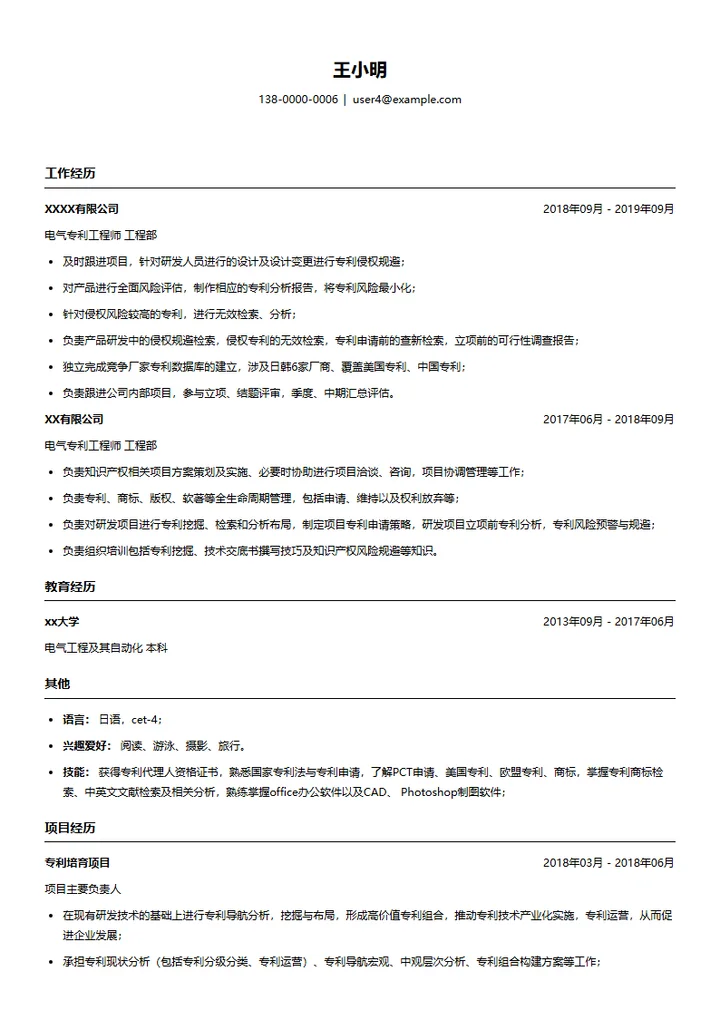 王小明
138-0000-0006 | user4@example.com
工作经历
XXXX有限公司 2018年09月 - 2019年09月
电气专利工程师 工程部
• 及时跟进项目，针对研发人员进行的设计及设计变更进行专利侵权规避；
• 对产品进行全面风险评估，制作相应的专利分析报告，将专利风险最小化；
• 针对侵权风险较高的专利，进行无效检索、分析；
• 负责产品研发中的侵权规避检索，侵权专利的无效检索，专利申请前的查新检索，立项前的可行性调查报告；
• 独立完成竞争厂家专利数据库的建立，涉及日韩6家厂商、覆盖美国专利、中国专利；
• 负责跟进公司内部项目，参与立项、结题评审，季度、中期汇总评估。
XX有限公司 2017年06月 - 2018年09月
电气专利工程师 工程部
• 负责知识产权相关项目方案策划及实施、必要时协助进行项目洽谈、咨询，项目协调管理等工作；
• 负责专利、商标、版权、软著等全生命周期管理，包括申请、维持以及权利放弃等；
• 负责对研发项目进行专利挖掘、检索和分析布局，制定项目专利申请策略，研发项目立项前专利分析，专利风险预警与规避；
• 负责组织培训包括专利挖掘、技术交底书撰写技巧及知识产权风险规避等知识。
教育经历
xx大学 2013年09月 - 2017年06月
电气工程及其自动化 本科
其他
• 语言： 日语，cet-4；
• 兴趣爱好： 阅读、游泳、摄影、旅行。
• 技能： 获得专利代理人资格证书，熟悉国家专利法与专利申请，了解PCT申请、美国专利、欧盟专利、商标，掌握专利商标检
索、中英文文献检索及相关分析，熟练掌握office办公软件以及CAD、 Photoshop制图软件；
项目经历
专利培育项目 2018年03月 - 2018年06月
项目主要负责人
• 在现有研发技术的基础上进行专利导航分析，挖掘与布局，形成高价值专利组合，推动专利技术产业化实施，专利运营，从而促
进企业发展；
• 承担专利现状分析（包括专利分级分类、专利运营）、专利导航宏观、中观层次分析、专利组合构建方案等工作；